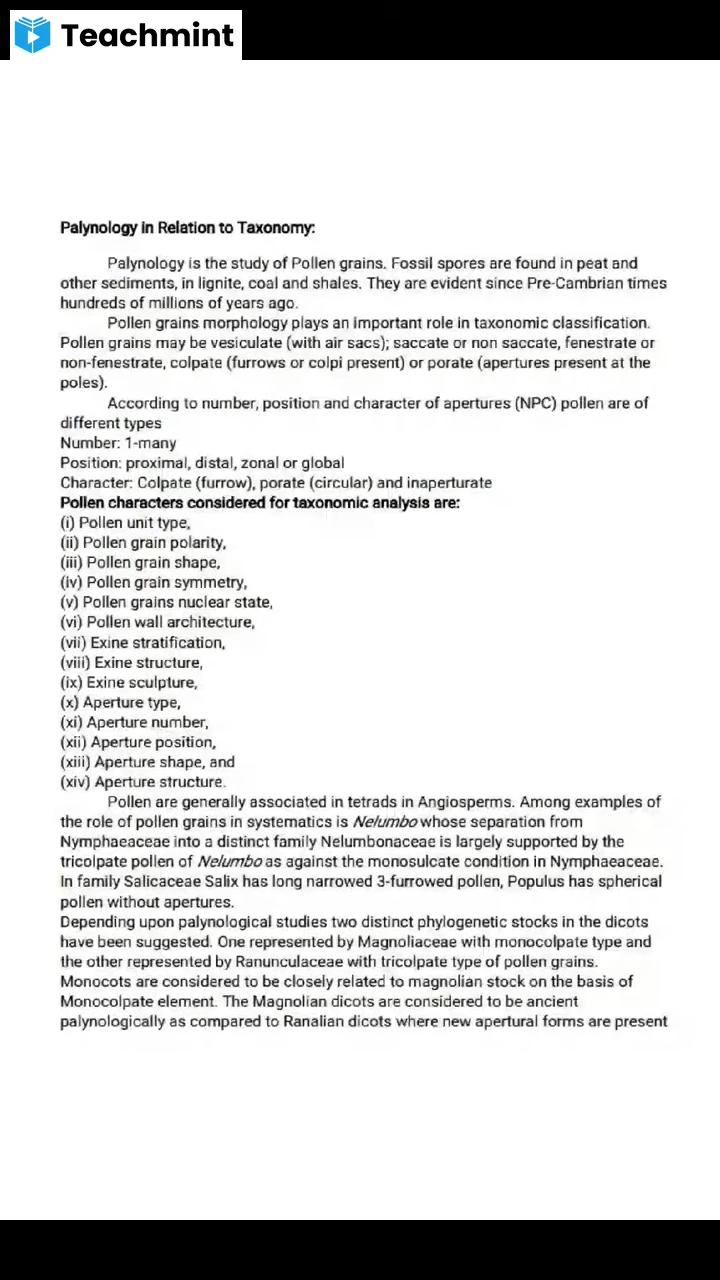 Teachmint
Palynology in Relation to Taxonomy:
Palynology is the study of Pollen grains. Fossil spores are found in peat and
other sediments, in lignite, coal and shales. They are evident since Pre-Cambrian times
hundreds of millions of years ago.
Pollen grains morphology plays an important role in taxonomic classification.
Pollen grains may be vesiculate (with air sacs); saccate or non saccate, fenestrate or
non-fenestrate, colpate (furrows or colpi present) or porate (apertures present at the
poles).
According to number, position and character of apertures (NPC) pollen are of
different types
Number: 1-many
Position: proximal, distal, zonal or global
Character: Colpate (furrow), porate (circular) and inaperturate
Pollen characters considered for taxonomic analysis are:
(i) Pollen unit type,
(ii) Pollen grain polarity,
(iii) Pollen grain shape,
(iv) Pollen grain symmetry,
(v) Pollen grains nuclear state,
(vi) Pollen wall architecture,
(vii) Exine stratification,
(viii) Exine structure,
(ix) Exine sculpture,
(x) Aperture type,
(xi) Aperture number,
(xii) Aperture position,
(xiii) Aperture shape, and
(xiv) Aperture structure.
Pollen are generally associated in tetrads in Angiosperms. Among examples of
the role of pollen grains in systematics is Nelumbo whose separation from
Nymphaeaceae into a distinct family Nelumbonaceae is largely supported by the
tricolpate pollen of Nelumbo as against the monosulcate condition in Nymphaeaceae.
In family Salicaceae Salix has long narrowed 3-furrowed pollen, Populus has spherical
pollen without apertures.
Depending upon palynological studies two distinct phylogenetic stocks in the dicots
have been suggested. One represented by Magnoliaceae with monocolpate type and
the other represented by Ranunculaceae with tricolpate type of pollen grains.
Monocots are considered to be closely related to magnolian stock on the basis of
Monocolpate element. The Magnolian dicots are considered to be ancient
palynologically as compared to Ranalian dicots where new apertural forms are present